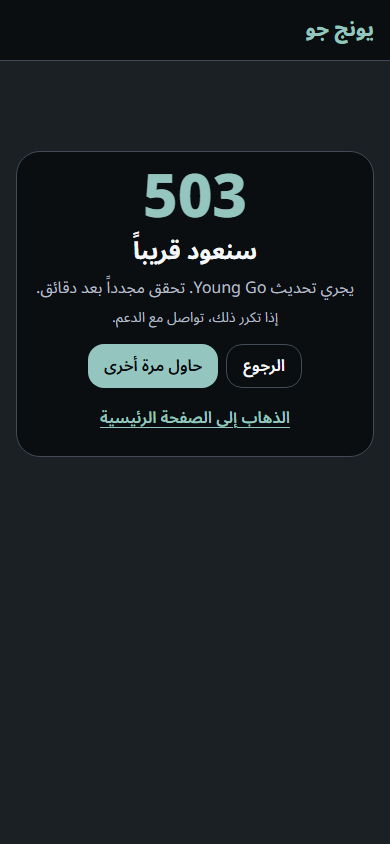 يونج جو
503
سنعود قريباً
يجري تحديث Young Go. تحقق مجدداً بعد دقائق.
إذا تكرر ذلك، تواصل مع الدعم.
الرجوع
حاول مرة أخرى
الذهاب إلى الصفحة الرئيسية